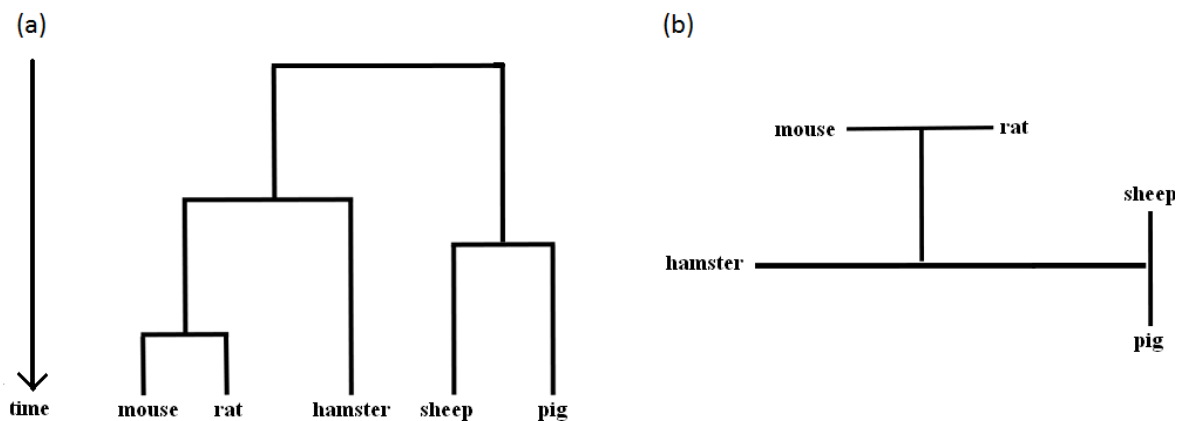 (a)
time
mouse
rat
hamster
sheep
pig
(b)
mouse
rat
sheep
hamster
pig